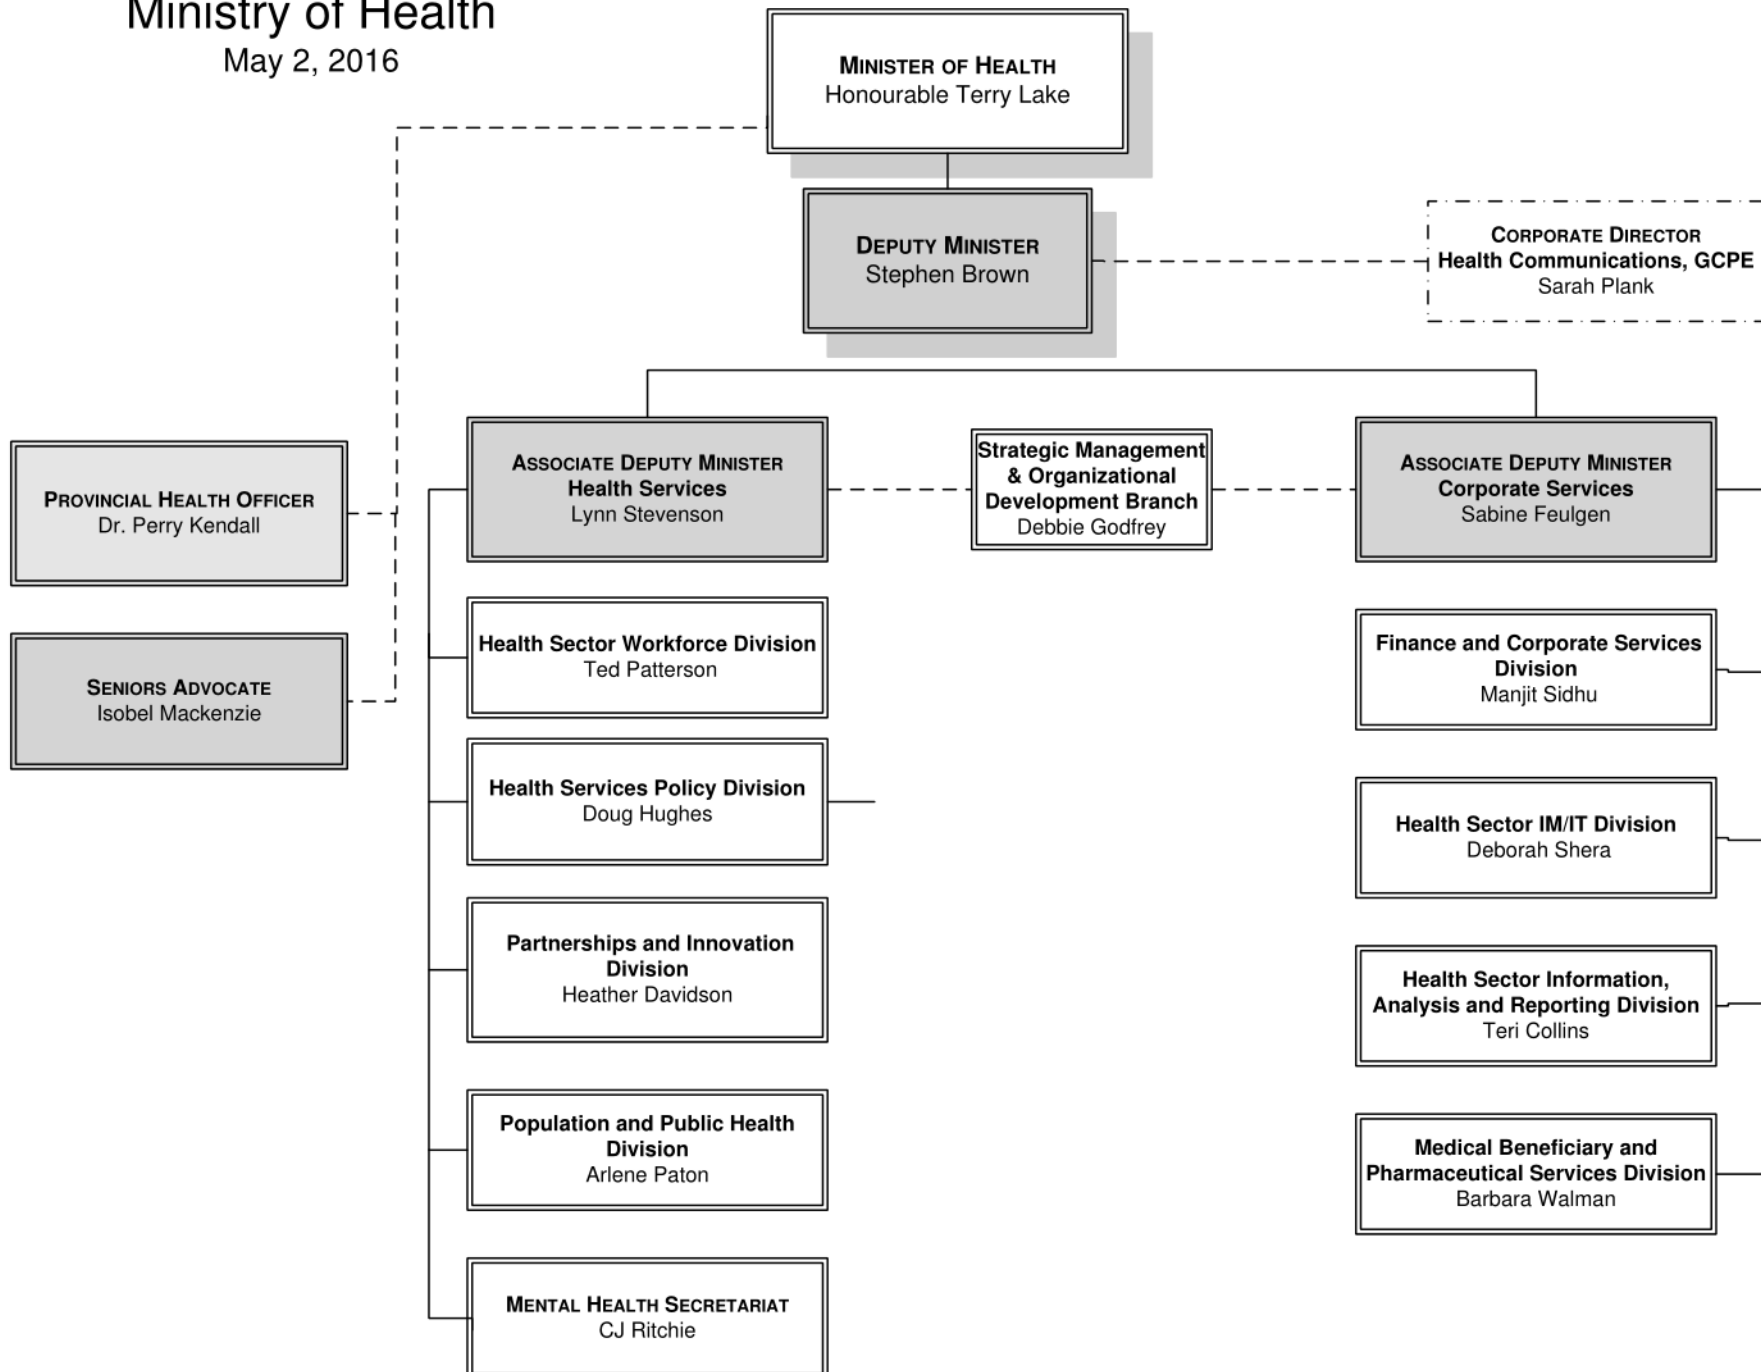 Ministry of Health
May 2, 2016
MINISTER OF HEALTH
Honourable Terry Lake
DEPUTY MINISTER
Stephen Brown
CORPORATE DIRECTOR
Health Communications, GCPE
Sarah Plank
PROVINCIAL HEALTH OFFICER
Dr. Perry Kendall
SENIORS ADVOCATE
Isobel Mackenzie
ASSOCIATE DEPUTY MINISTER
Health Services
Lynn Stevenson
Strategic Management
& Organizational
Development Branch
Debbie Godfrey
ASSOCIATE DEPUTY MINISTER
Corporate Services
Sabine Feulgen
Health Sector Workforce Division
Ted Patterson
Health Services Policy Division
Doug Hughes
Partnerships and Innovation
Division
Heather Davidson
Population and Public Health
Division
Arlene Paton
MENTAL HEALTH SECRETARIAT
CJ Ritchie
Finance and Corporate Services
Division
Manjit Sidhu
Health Sector IM/IT Division
Deborah Shera
Health Sector Information,
Analysis and Reporting Division
Teri Collins
Medical Beneficiary and
Pharmaceutical Services Division
Barbara Walman